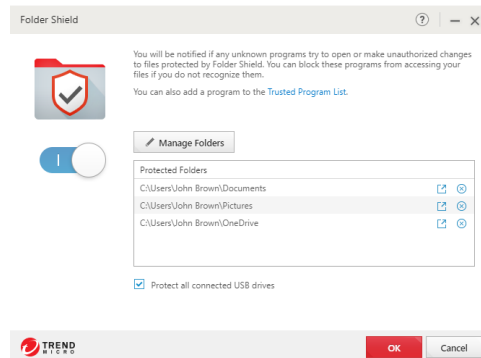 Folder Shield
You will be notified if any unknown programs try to open or make unauthorized changes
to files protected by Folder Shield. You can block these programs from accessing your
files if you do not recognize them.
You can also add a program to the Trusted Program List.
Manage Folders
Protected Folders
C:\Users\John Brown\Documents
C:\Users\John Brown\Pictures
C:\Users\John Brown\OneDrive
Protect all connected USB drives
TREND
MICRO
OK
Cancel